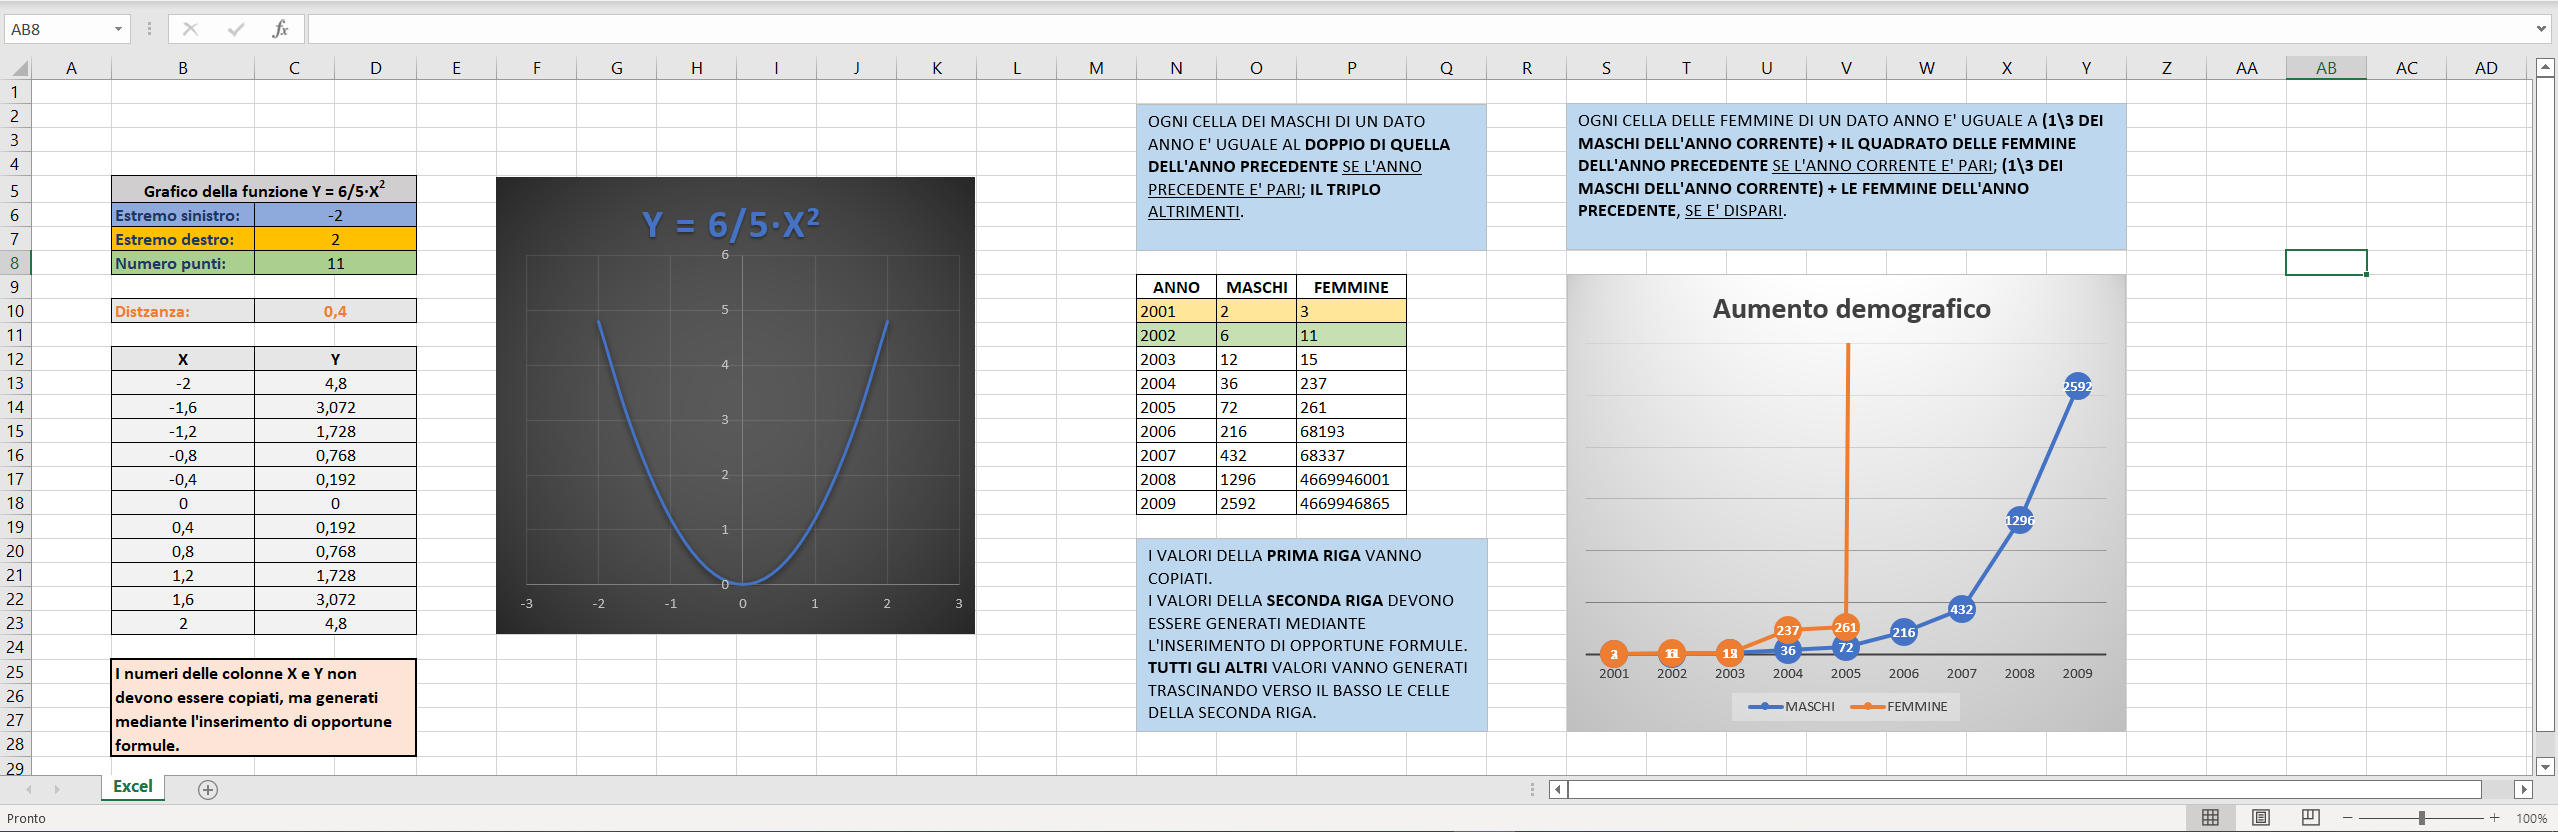 AB8
fx
A B C D E F G H I J K L M N O P Q R S T U V W X Y Z AA AB AC AD
1
2
3
4
5
6
7
8
9
10
11
12
13
14
15
16
17
18
19
20
21
22
23
24
25
26
27
28
29
Grafico della funzione Y = 6/5·X²
Estremo sinistro: -2
Estremo destro: 2
Numero punti: 11
Distzanza: 0,4
X Y
-2 4,8
-1,6 3,072
-1,2 1,728
-0,8 0,768
-0,4 0,192
0 0
0,4 0,192
0,8 0,768
1,2 1,728
1,6 3,072
2 4,8
I numeri delle colonne X e Y non
devono essere copiati, ma generati
mediante l'inserimento di opportune
formule.
Y = 6/5·X²
6
5
4
3
2
1
0
-3 -2 -1 0 1 2 3
OGNI CELLA DEI MASCHI DI UN DATO
ANNO E' UGUALE AL DOPPIO DI QUELLA
DELL'ANNO PRECEDENTE SE L'ANNO
PRECEDENTE E' PARI; IL TRIPLO
ALTRIMENTI.
ANNO MASCHI FEMMINE
2001 2 3
2002 6 11
2003 12 15
2004 36 237
2005 72 261
2006 216 68193
2007 432 68337
2008 1296 4669946001
2009 2592 4669946865
I VALORI DELLA PRIMA RIGA VANNO
COPIATI.
I VALORI DELLA SECONDA RIGA DEVONO
ESSERE GENERATI MEDIANTE
L'INSERIMENTO DI OPPORTUNE FORMULE.
TUTTI GLI ALTRI VALORI VANNO GENERATI
TRASCINANDO VERSO IL BASSO LE CELLE
DELLA SECONDA RIGA.
OGNI CELLA DELLE FEMMINE DI UN DATO ANNO E' UGUALE A (1\3 DEI
MASCHI DELL'ANNO CORRENTE) + IL QUADRATO DELLE FEMMINE
DELL'ANNO PRECEDENTE SE L'ANNO CORRENTE E' PARI; (1\3 DEI
MASCHI DELL'ANNO CORRENTE) + LE FEMMINE DELL'ANNO
PRECEDENTE, SE E' DISPARI.
Aumento demografico
2592
1296
432
216
237 261
36 72
2001 2002 2003 2004 2005 2006 2007 2008 2009
MASCHI FEMMINE
Excel
Pronto
100%